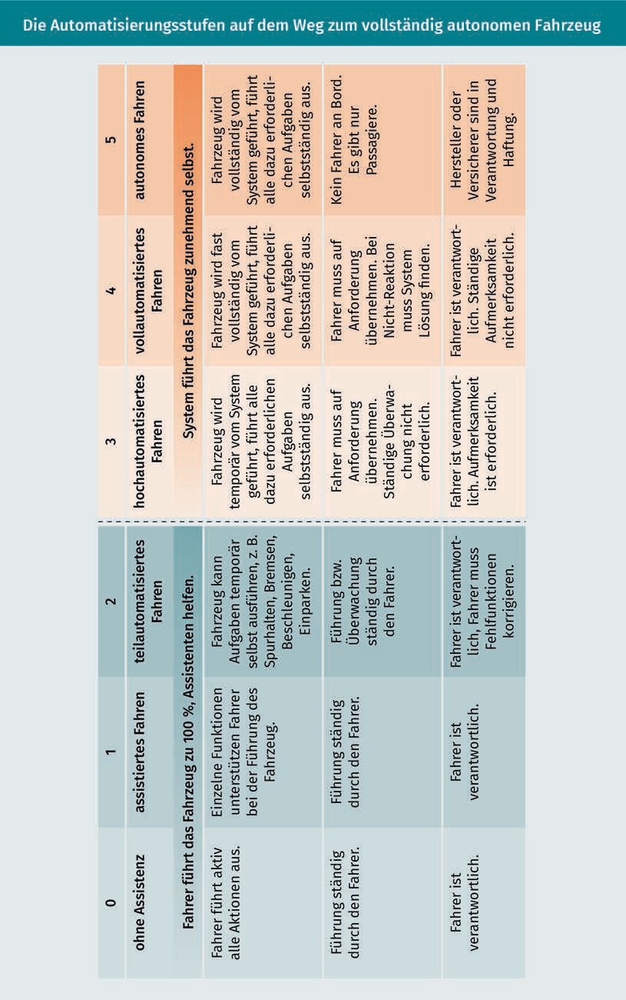 Die Automatisierungsstufen auf dem Weg zum vollständig autonomen Fahrzeug
0
ohne Assistenz
1
assistiertes Fahren
2
teilautomatisiertes
Fahren
3
hochautomatisiertes
Fahren
4
vollautomatisiertes
Fahren
5
autonomes Fahren
Fahrer führt das Fahrzeug zu 100 %, Assistenten helfen.
System führt das Fahrzeug zunehmend selbst.
Fahrer führt aktiv
alle Aktionen aus.
Einzelne Funktionen
unterstützen Fahrer
bei der Führung des
Fahrzeug.
Fahrzeug kann
Aufgaben temporär
selbst ausführen, z. B.
Spurhalten, Bremsen,
Beschleunigen,
Einparken.
Fahrzeug wird
temporär vom System
geführt, führt alle
dazu erforderlichen
Aufgaben
selbstständig aus.
Fahrzeug wird fast
vollständig vom
System geführt, führt
alle dazu erforderli-
chen Aufgaben
selbstständig aus.
Fahrzeug wird
vollständig vom
System geführt, führt
alle dazu erforderli-
chen Aufgaben
selbstständig aus.
Führung ständig
durch den Fahrer.
Führung ständig
durch den Fahrer.
Führung bzw.
Überwachung
ständig durch
den Fahrer.
Fahrer muss auf
Anforderung
übernehmen.
Ständige Überwa-
chung nicht
erforderlich.
Fahrer muss auf
Anforderung
übernehmen. Bei
Nicht-Reaktion
muss System
Lösung finden.
Kein Fahrer an Bord.
Es gibt nur
Passagiere.
Fahrer ist
verantwortlich.
Fahrer ist
verantwortlich.
Fahrer ist verantwort-
lich, Fahrer muss
Fehlfunktionen
korrigieren.
Fahrer ist verantwort-
lich. Aufmerksamkeit
ist erforderlich.
Fahrer ist verantwort-
lich. Ständige
Aufmerksamkeit
nicht erforderlich.
Hersteller oder
Versicherer sind in
Verantwortung und
Haftung.